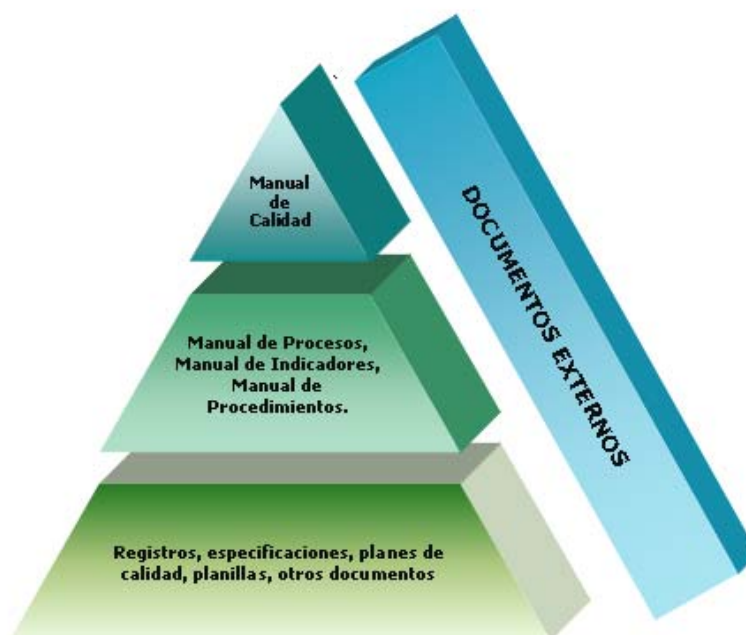 Manual
de
Calidad
Manual de Procesos,
Manual de Indicadores,
Manual de
Procedimientos.
Registros, especificaciones, planes de
calidad, planillas, otros documentos
DOCUMENTOS EXTERNOS